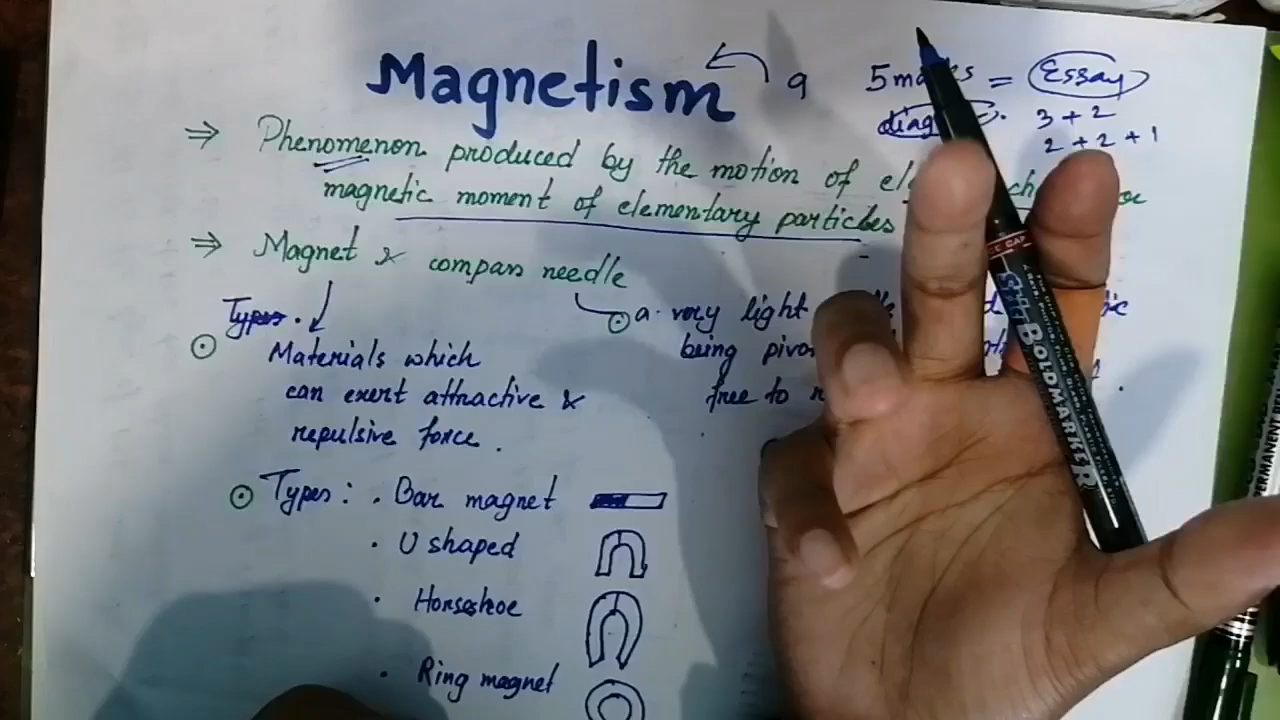 Magnetism
9
5 marks = Essay
3 + 2
2 + 2 + 1
⇒ Phenomenon produced by the motion of
magnetic moment of elementary particles
⇒ Magnet & compass needle
Types.
a very light
being
free to
Materials which
can exert attractive &
repulsive force.
Types: . Bar magnet
. U shaped
. Horseshoe
. Ring magnet
BOLDMARKER
PERMANENT